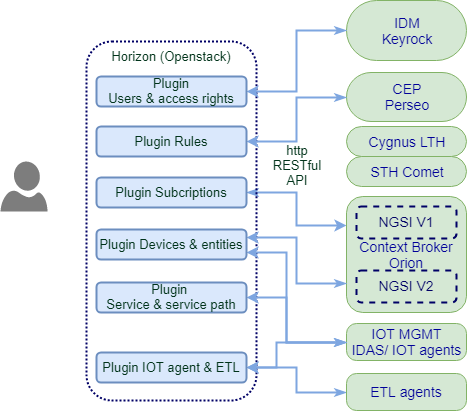 Horizon (Openstack)
Plugin
Users & access rights
Plugin Rules
Plugin Subcriptions
Plugin Devices & entities
Plugin
Service & service path
Plugin IOT agent & ETL
http
RESTful
API
IDM
Keyrock
CEP
Perseo
Cygnus LTH
STH Comet
NGSI V1
Context Broker
Orion
NGSI V2
IOT MGMT
IDAS/ IOT agents
ETL agents